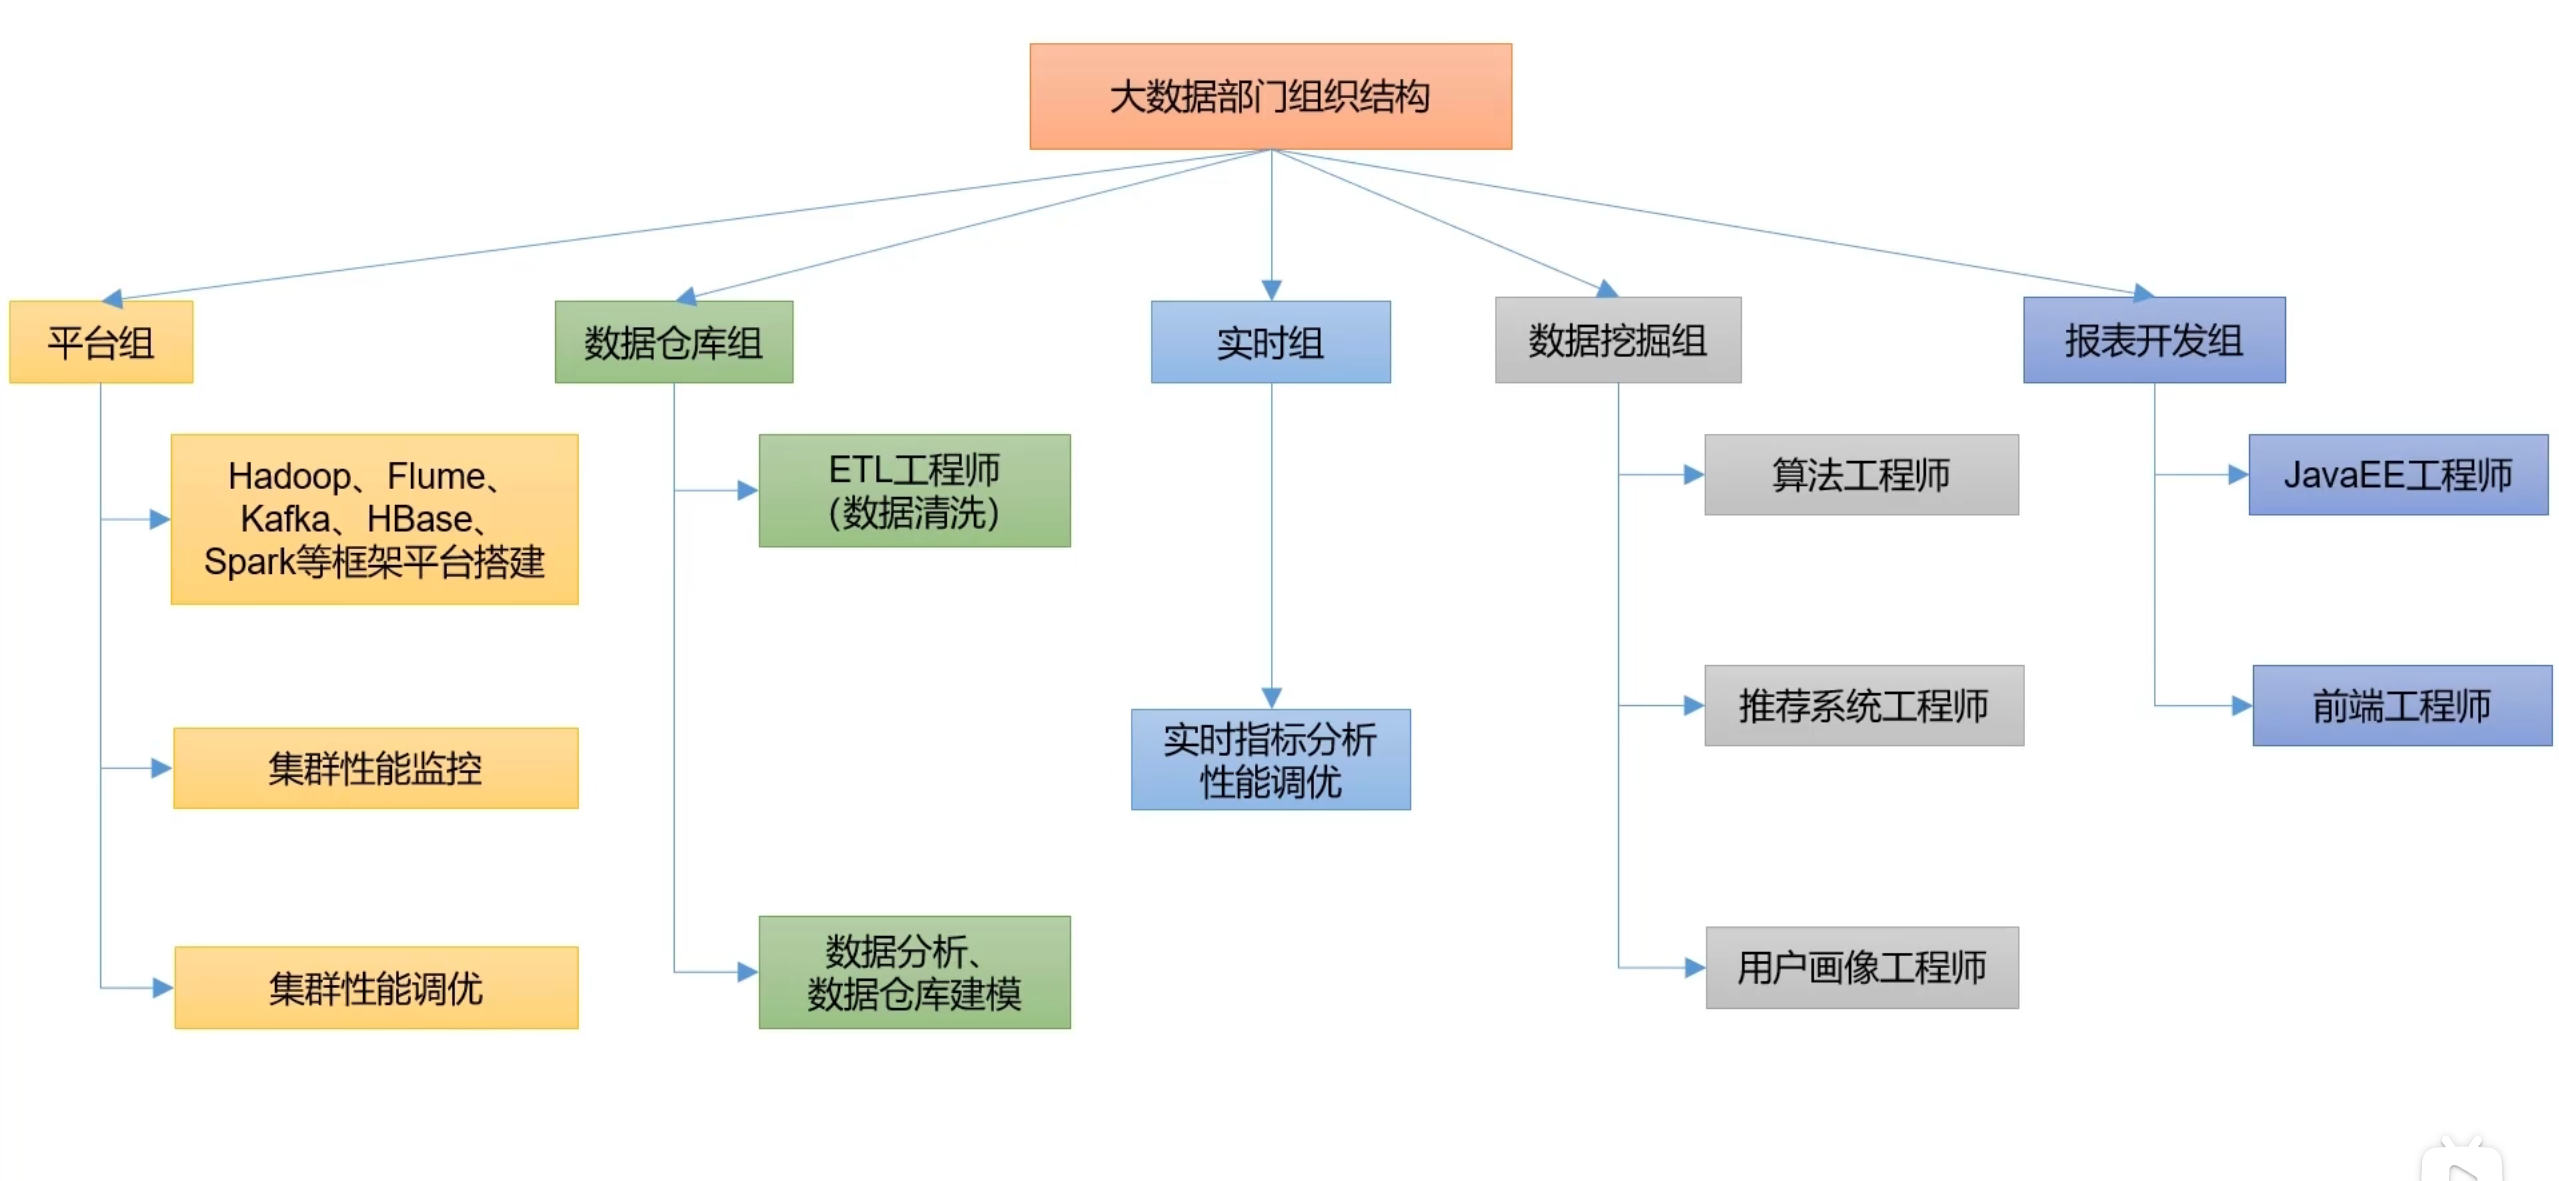 大数据部门组织结构
平台组
数据仓库组
实时组
数据挖掘组
报表开发组
Hadoop、Flume、
Kafka、HBase、
Spark等框架平台搭建
集群性能监控
集群性能调优
ETL工程师
（数据清洗）
数据分析、
数据仓库建模
实时指标分析
性能调优
算法工程师
推荐系统工程师
用户画像工程师
JavaEE工程师
前端工程师